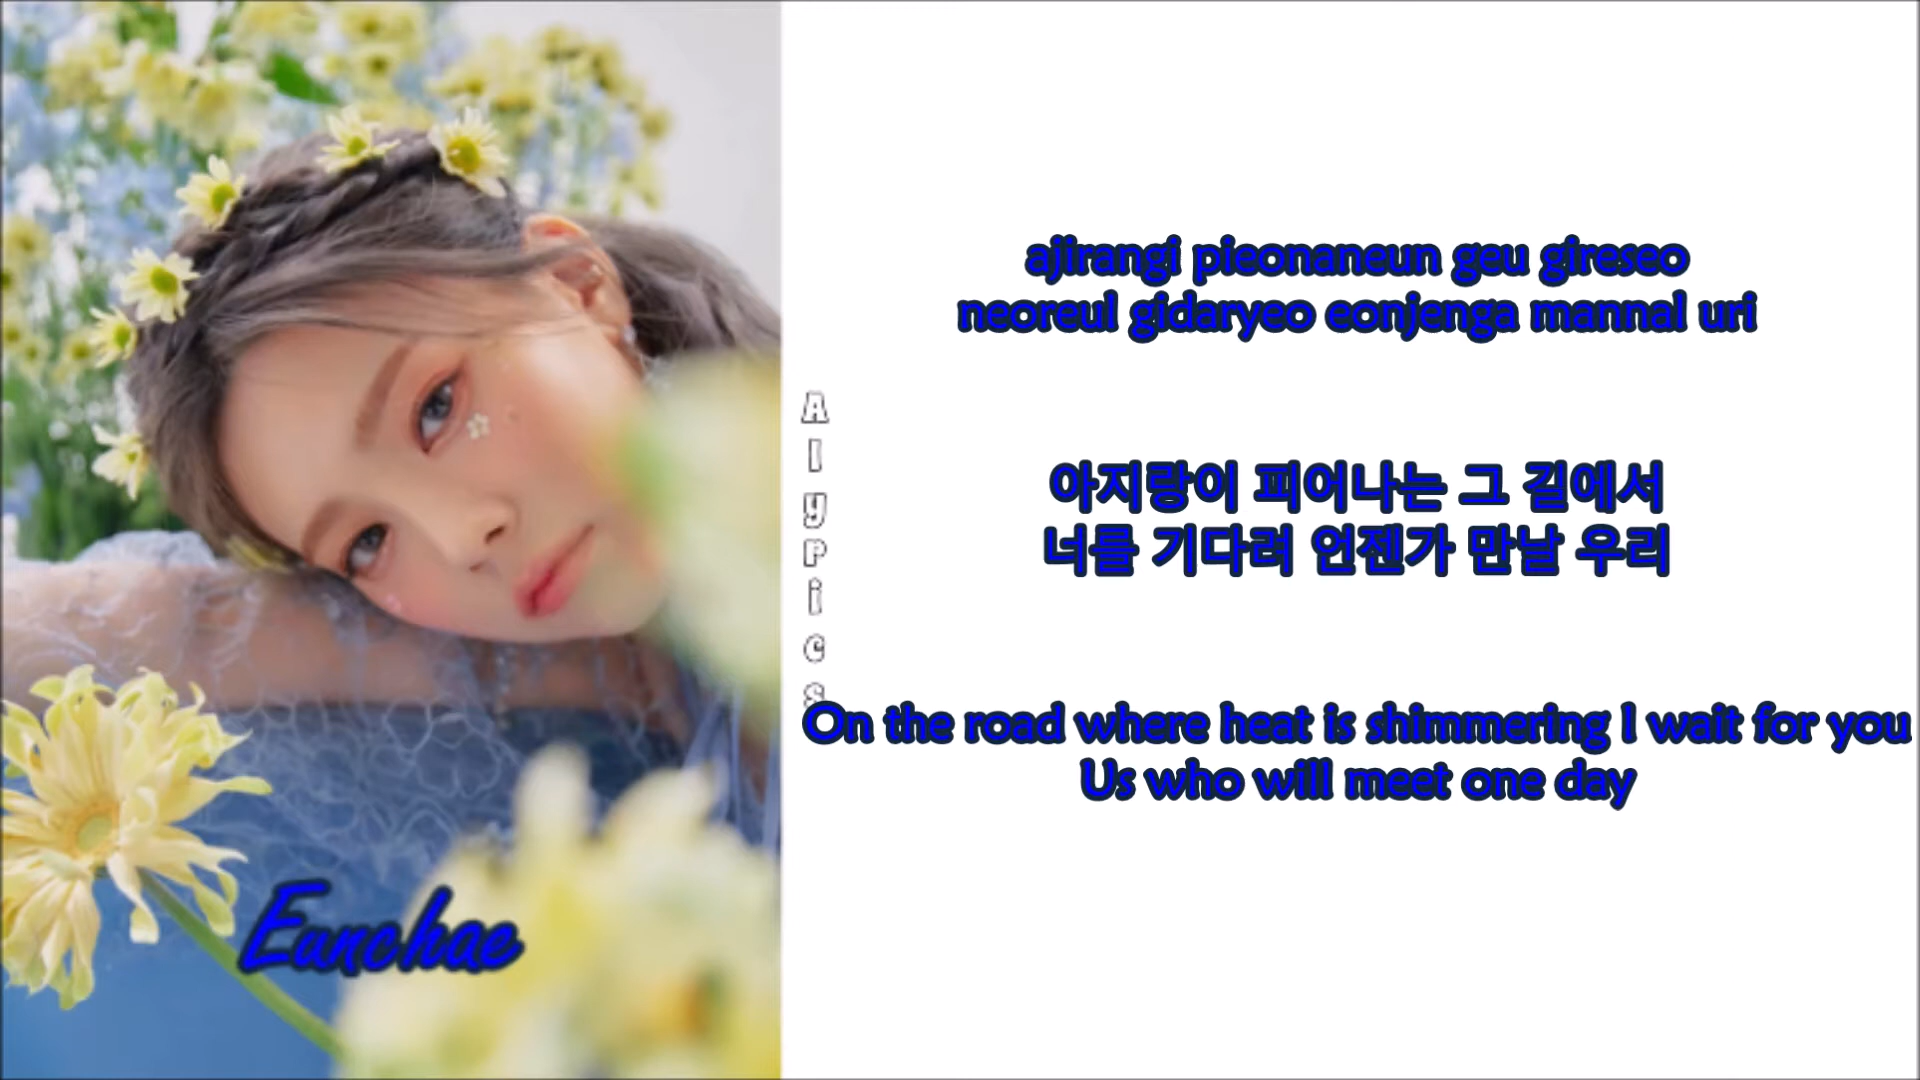 ajirangi pieonaneun geu gireseo
neoreul gidaryeo eonjenga mannal uri
아지랑이 피어나는 그 길에서
너를 기다려 언젠가 만날 우리
On the road where heat is shimmering I wait for you
Us who will meet one day
AlyPics
Eunchae